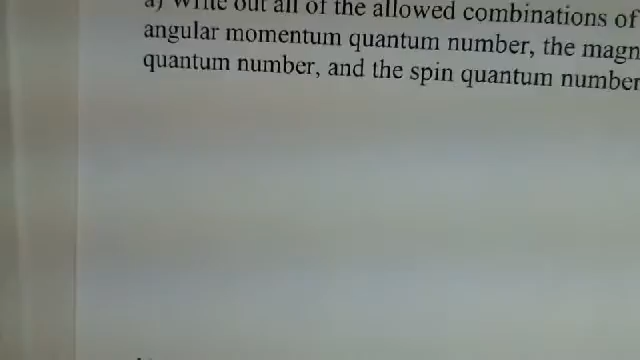 a) Write out all of the allowed combinations of
angular momentum quantum number, the magn
quantum number, and the spin quantum number